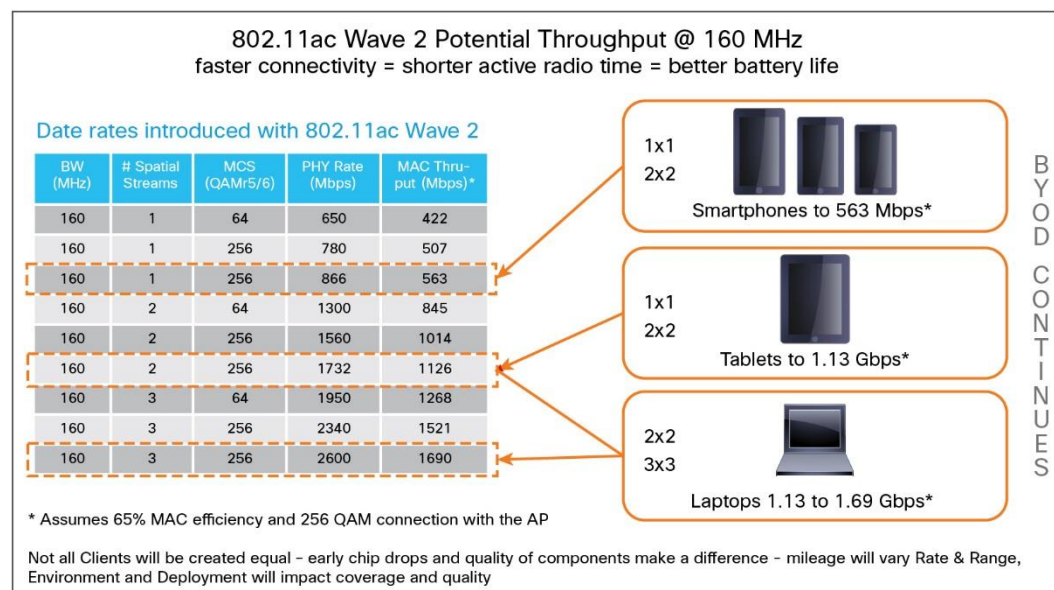 802.11ac Wave 2 Potential Throughput @ 160 MHz
faster connectivity = shorter active radio time = better battery life
Date rates introduced with 802.11ac Wave 2
BW (MHz) # Spatial Streams MCS (QAMr5/6) PHY Rate (Mbps) MAC Thru-put (Mbps)*
160 1 64 650 422
160 1 256 780 507
160 1 256 866 563
160 2 64 1300 845
160 2 256 1560 1014
160 2 256 1732 1126
160 3 64 1950 1268
160 3 256 2340 1521
160 3 256 2600 1690
1x1
2x2
Smartphones to 563 Mbps*
1x1
2x2
Tablets to 1.13 Gbps*
2x2
3x3
Laptops 1.13 to 1.69 Gbps*
BYOD CONTINUES
* Assumes 65% MAC efficiency and 256 QAM connection with the AP
Not all Clients will be created equal – early chip drops and quality of components make a difference – mileage will vary Rate & Range,
Environment and Deployment will impact coverage and quality